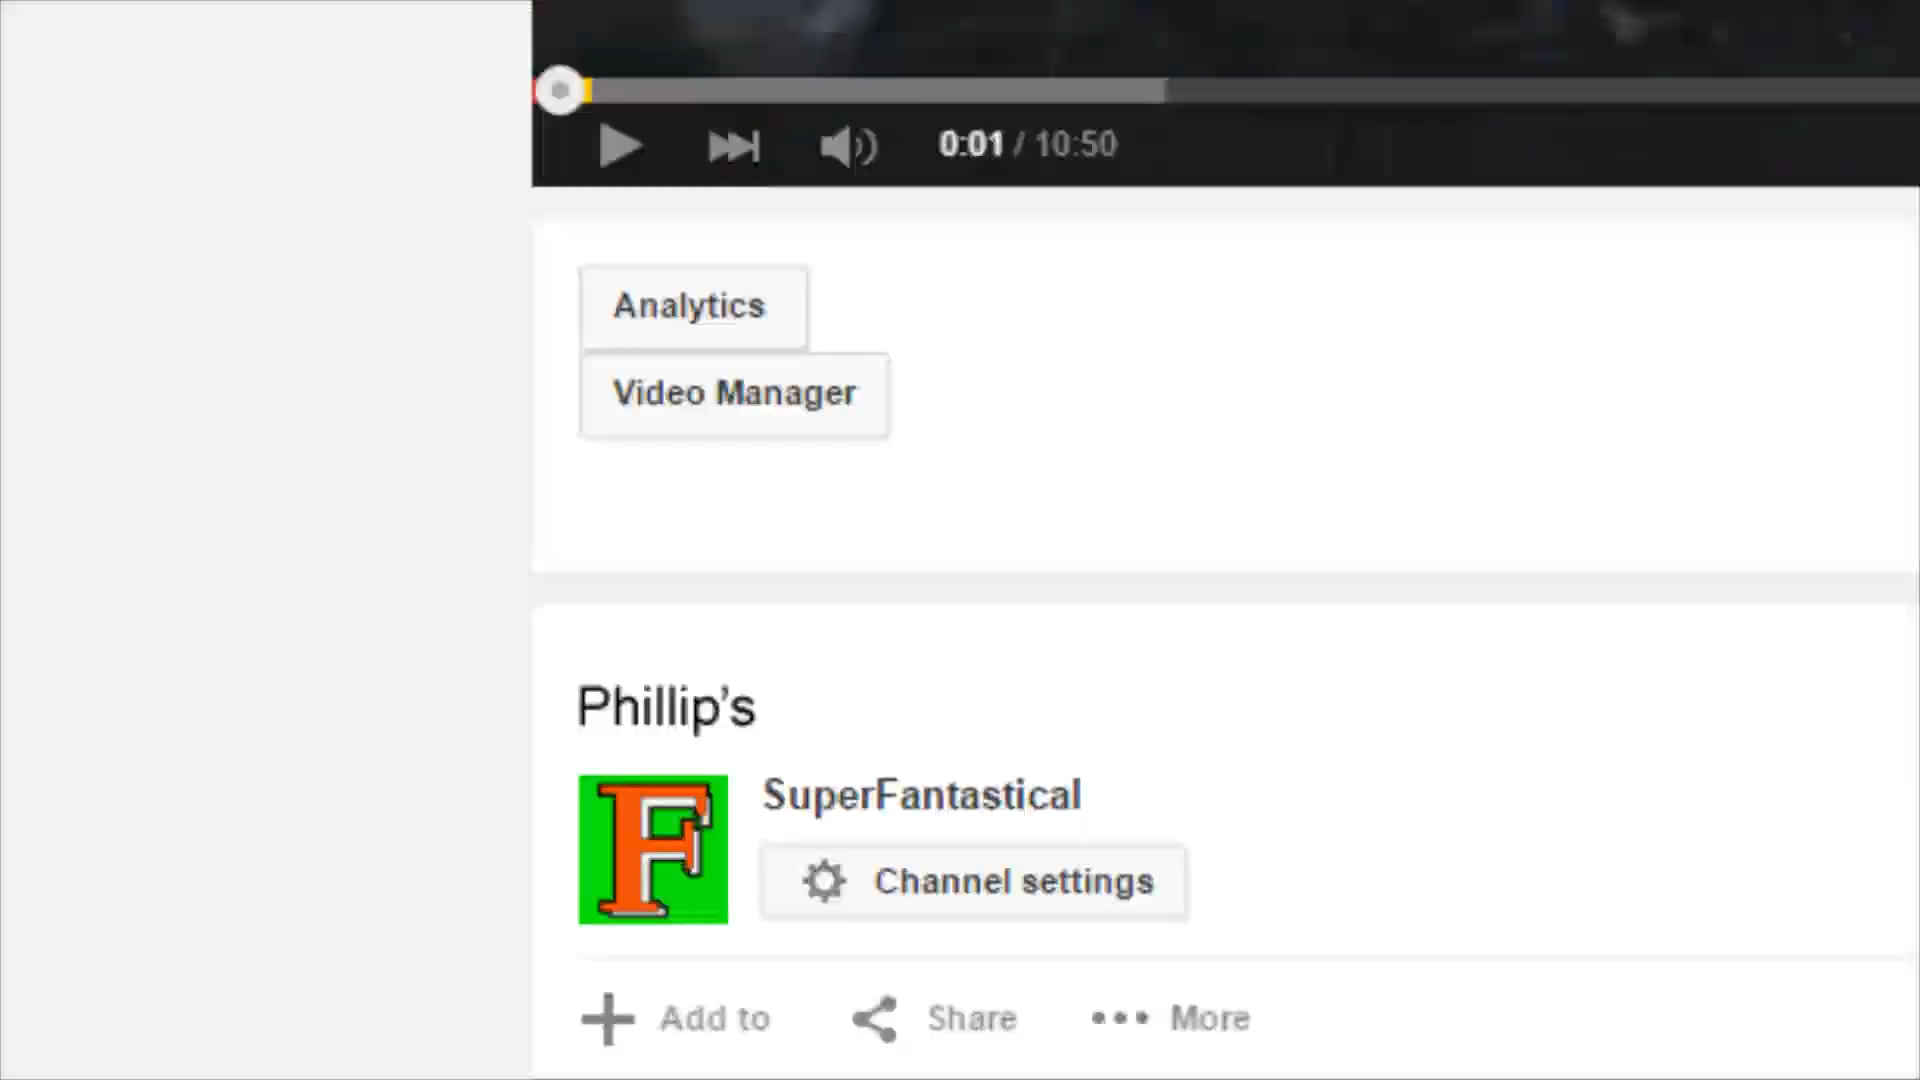 0:01 / 10:50
Analytics
Video Manager
Phillip's
F
SuperFantastical
Channel settings
Add to
Share
More